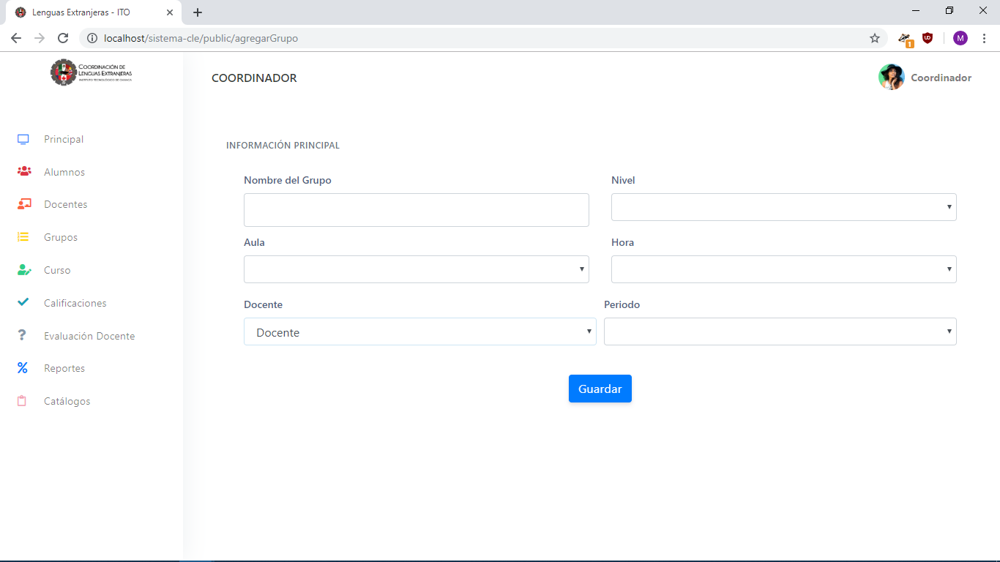 Lenguas Extranjeras - ITO
localhost/sistema-cle/public/agregarGrupo
1
UD
M
COORDINACIÓN DE
LENGUAS EXTRANJERAS
INSTITUTO TECNOLÓGICO DE OAXACA
COORDINADOR
Coordinador
Principal
Alumnos
Docentes
Grupos
Curso
Calificaciones
Evaluación Docente
Reportes
Catálogos
INFORMACIÓN PRINCIPAL
Nombre del Grupo
Nivel
Aula
Hora
Docente
Periodo
Docente
Guardar